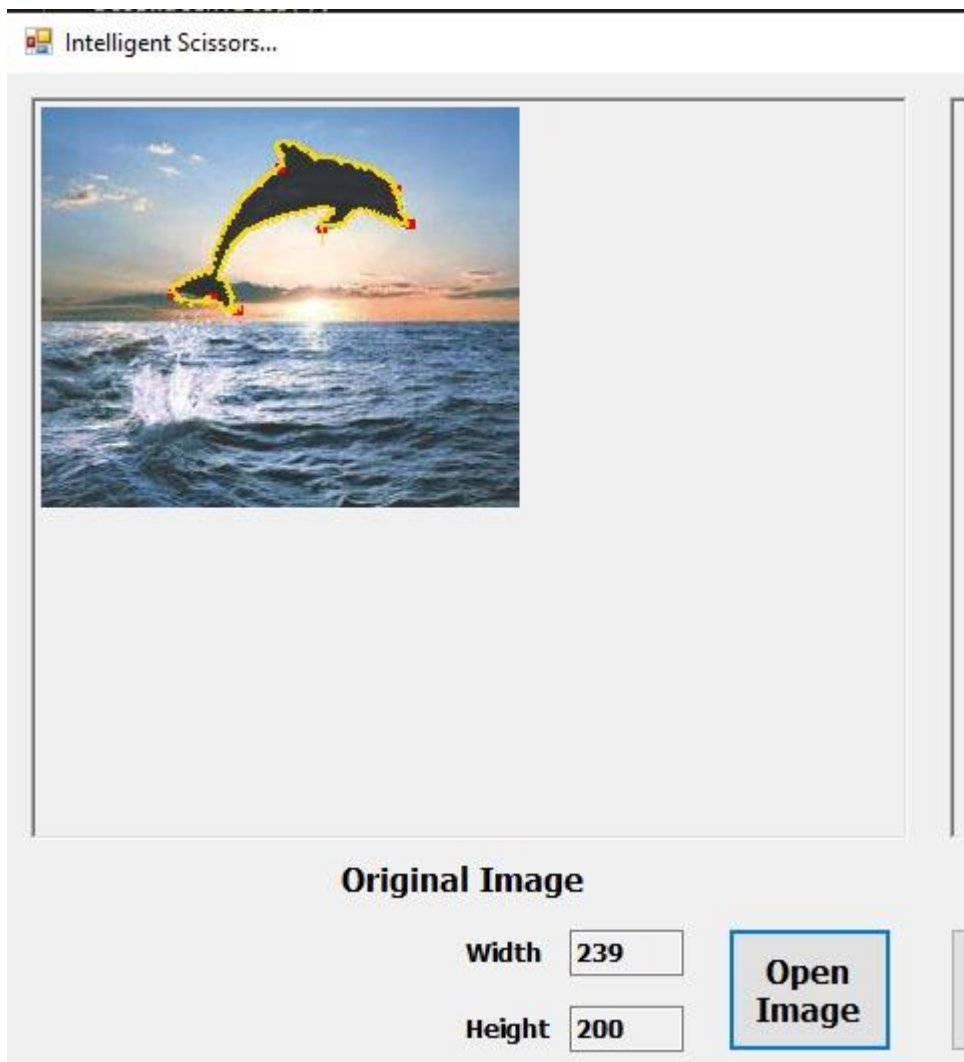 Intelligent Scissors...
Original Image
Width 239
Open
Image
Height 200